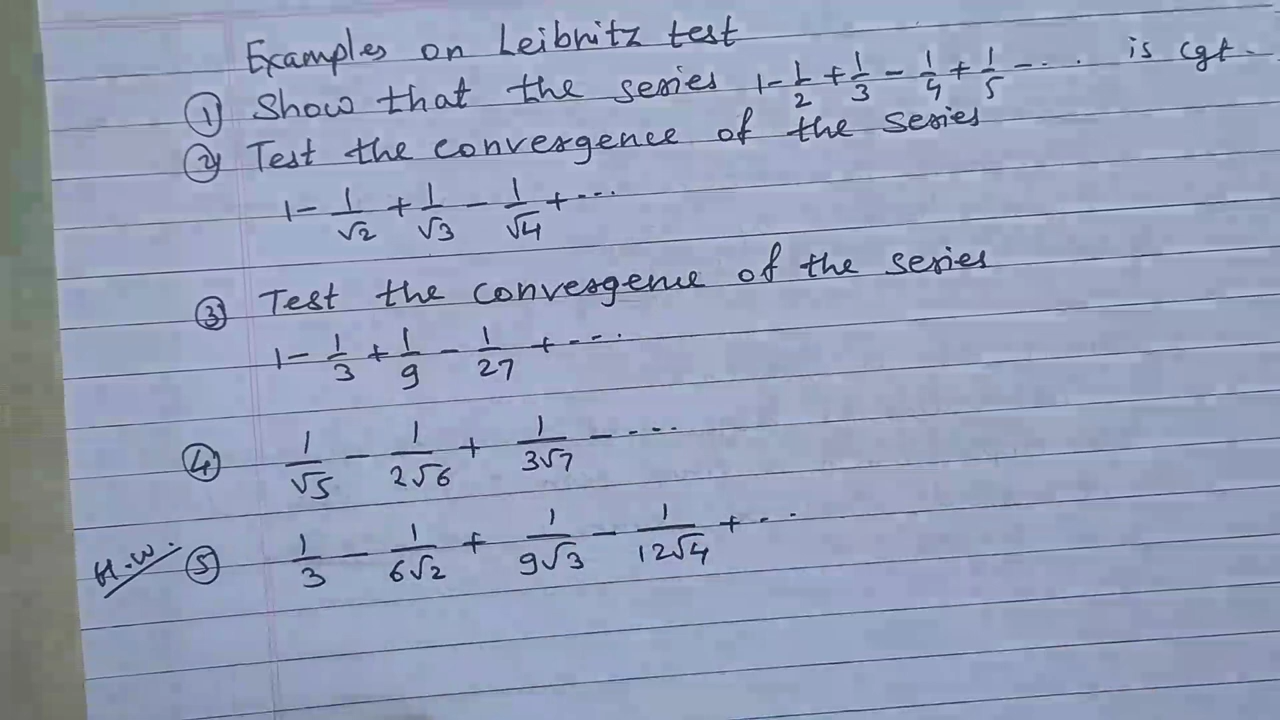 Examples on Leibnitz test
① Show that the series 1 - 1/2 + 1/3 - 1/4 + 1/5 - ... is cgt.
② Test the convergence of the series
1 - 1/√2 + 1/√3 - 1/√4 + ...
③ Test the convergence of the series
1 - 1/3 + 1/9 - 1/27 + ...
④ 1/√5 - 1/2√6 + 1/3√7 - ....
H.W. ⑤ 1/3 - 1/6√2 + 1/9√3 - 1/12√4 + ...